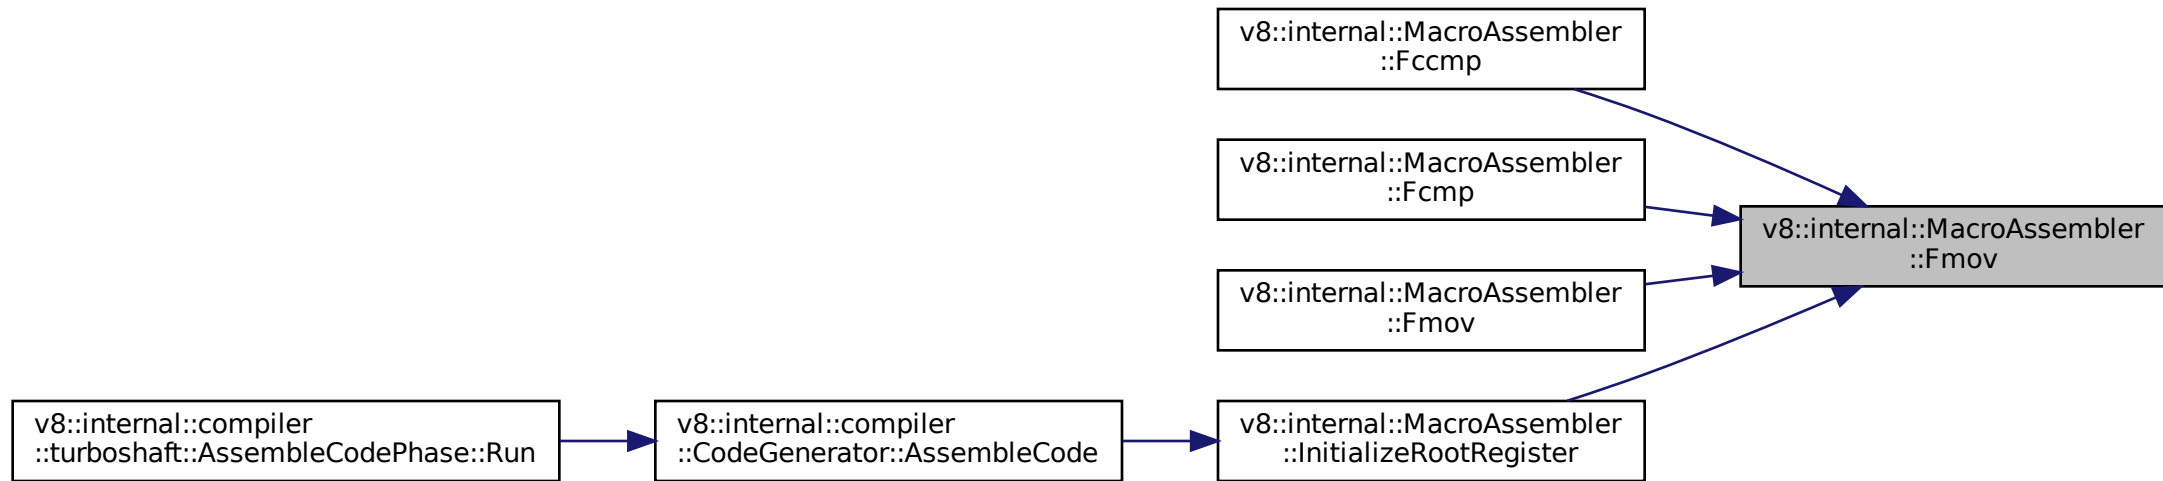 v8::internal::MacroAssembler
::Fccmp
v8::internal::MacroAssembler
::Fcmp
v8::internal::MacroAssembler
::Fmov
v8::internal::MacroAssembler
::Fmov
v8::internal::compiler
::turboshaft::AssembleCodePhase::Run
v8::internal::compiler
::CodeGenerator::AssembleCode
v8::internal::MacroAssembler
::InitializeRootRegister